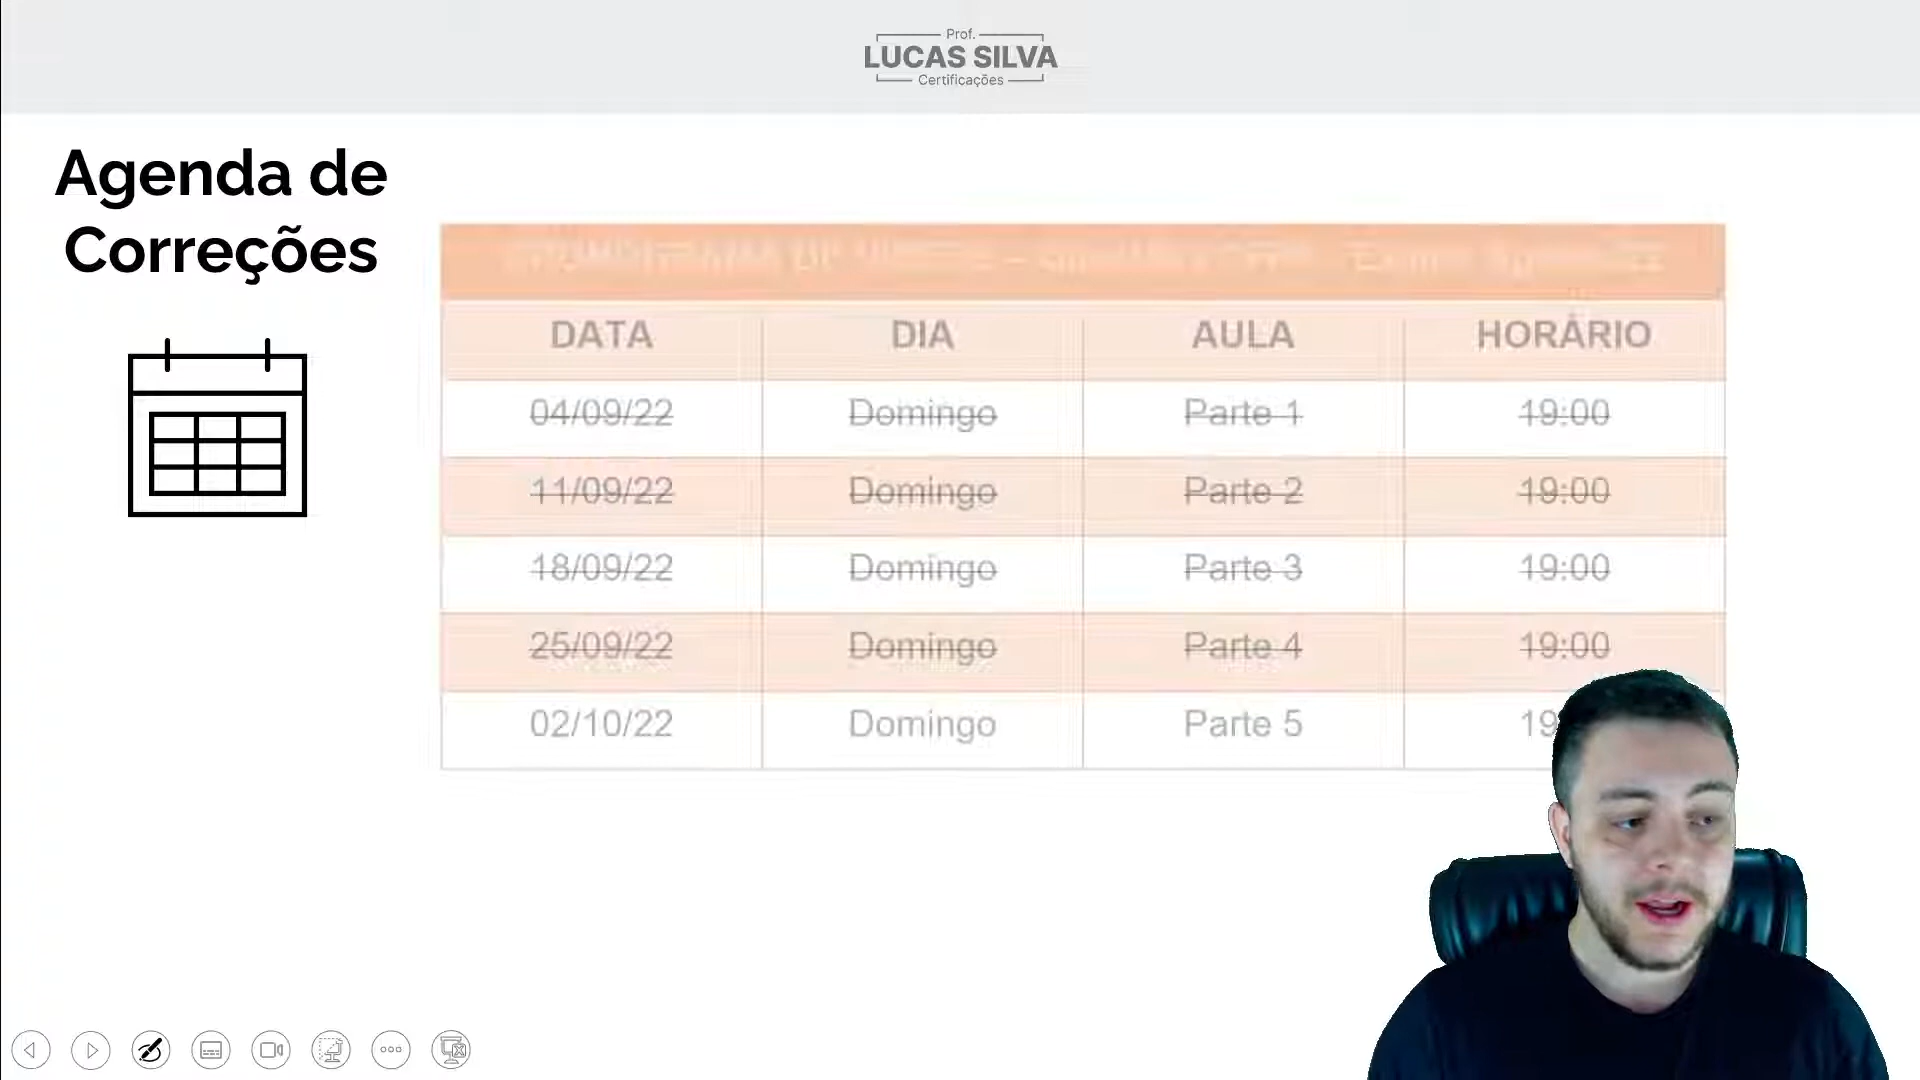 Prof.
LUCAS SILVA
Certificações
Agenda de
Correções
DATA DIA AULA HORÁRIO
04/09/22 Domingo Parte 1 19:00
11/09/22 Domingo Parte 2 19:00
18/09/22 Domingo Parte 3 19:00
25/09/22 Domingo Parte 4 19:00
02/10/22 Domingo Parte 5